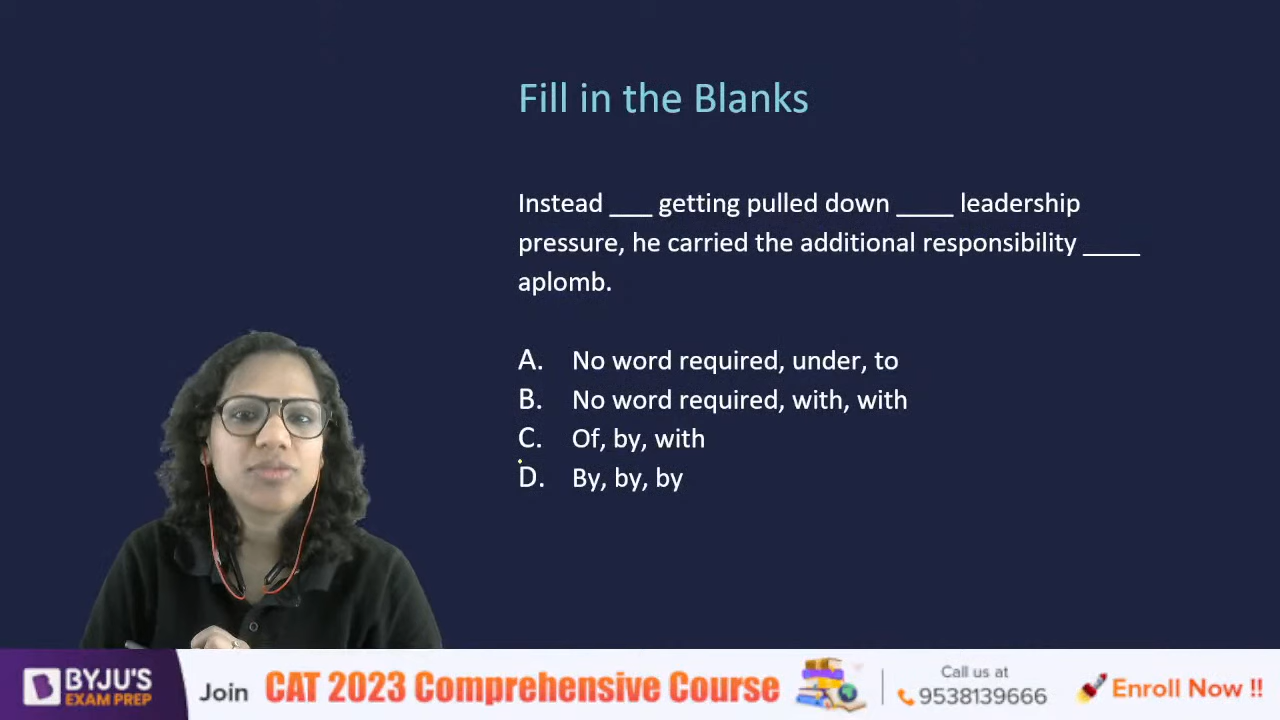 Fill in the Blanks
Instead ___ getting pulled down ____ leadership
pressure, he carried the additional responsibility ____
aplomb.
A. No word required, under, to
B. No word required, with, with
C. Of, by, with
D. By, by, by
BYJU'S
EXAM PREP
Join CAT 2023 Comprehensive Course
Call us at
9538139666
Enroll Now !!